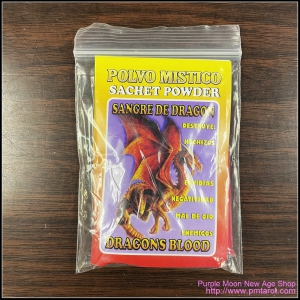 POLVO MISTICO
SACHET POWDER
SANGRE DE DRAGON
DESTRUYE:
HECHIZOS
ENVIDIAS
NEGATIVIDAD
MAL DE OJO
ENEMIGOS
DRAGONS BLOOD
Purple Moon New Age Shop
http://www.pmtarot.com